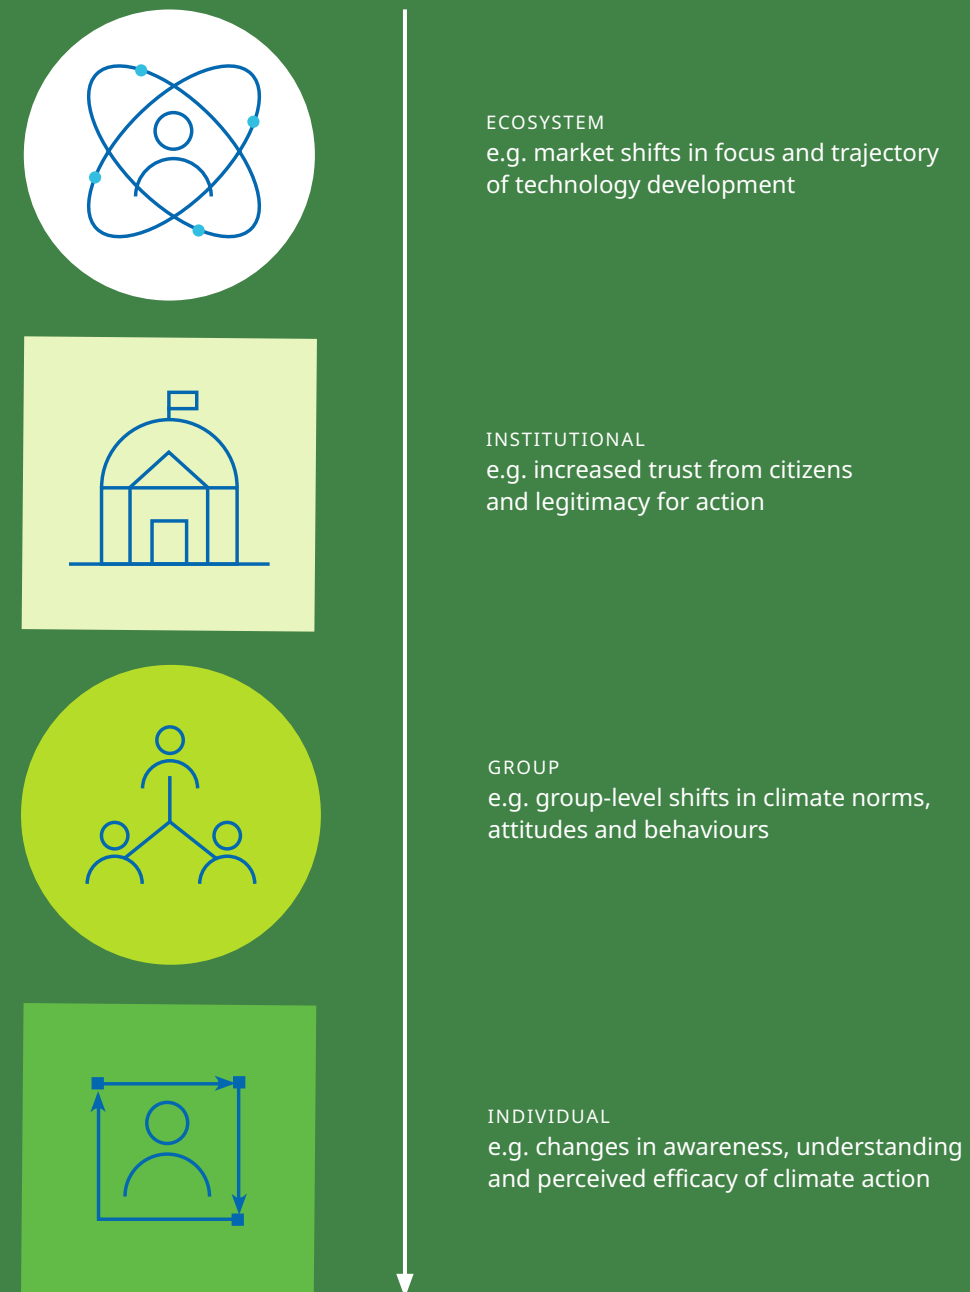 ECOSYSTEM
e.g. market shifts in focus and trajectory
of technology development
INSTITUTIONAL
e.g. increased trust from citizens
and legitimacy for action
GROUP
e.g. group-level shifts in climate norms,
attitudes and behaviours
INDIVIDUAL
e.g. changes in awareness, understanding
and perceived efficacy of climate action